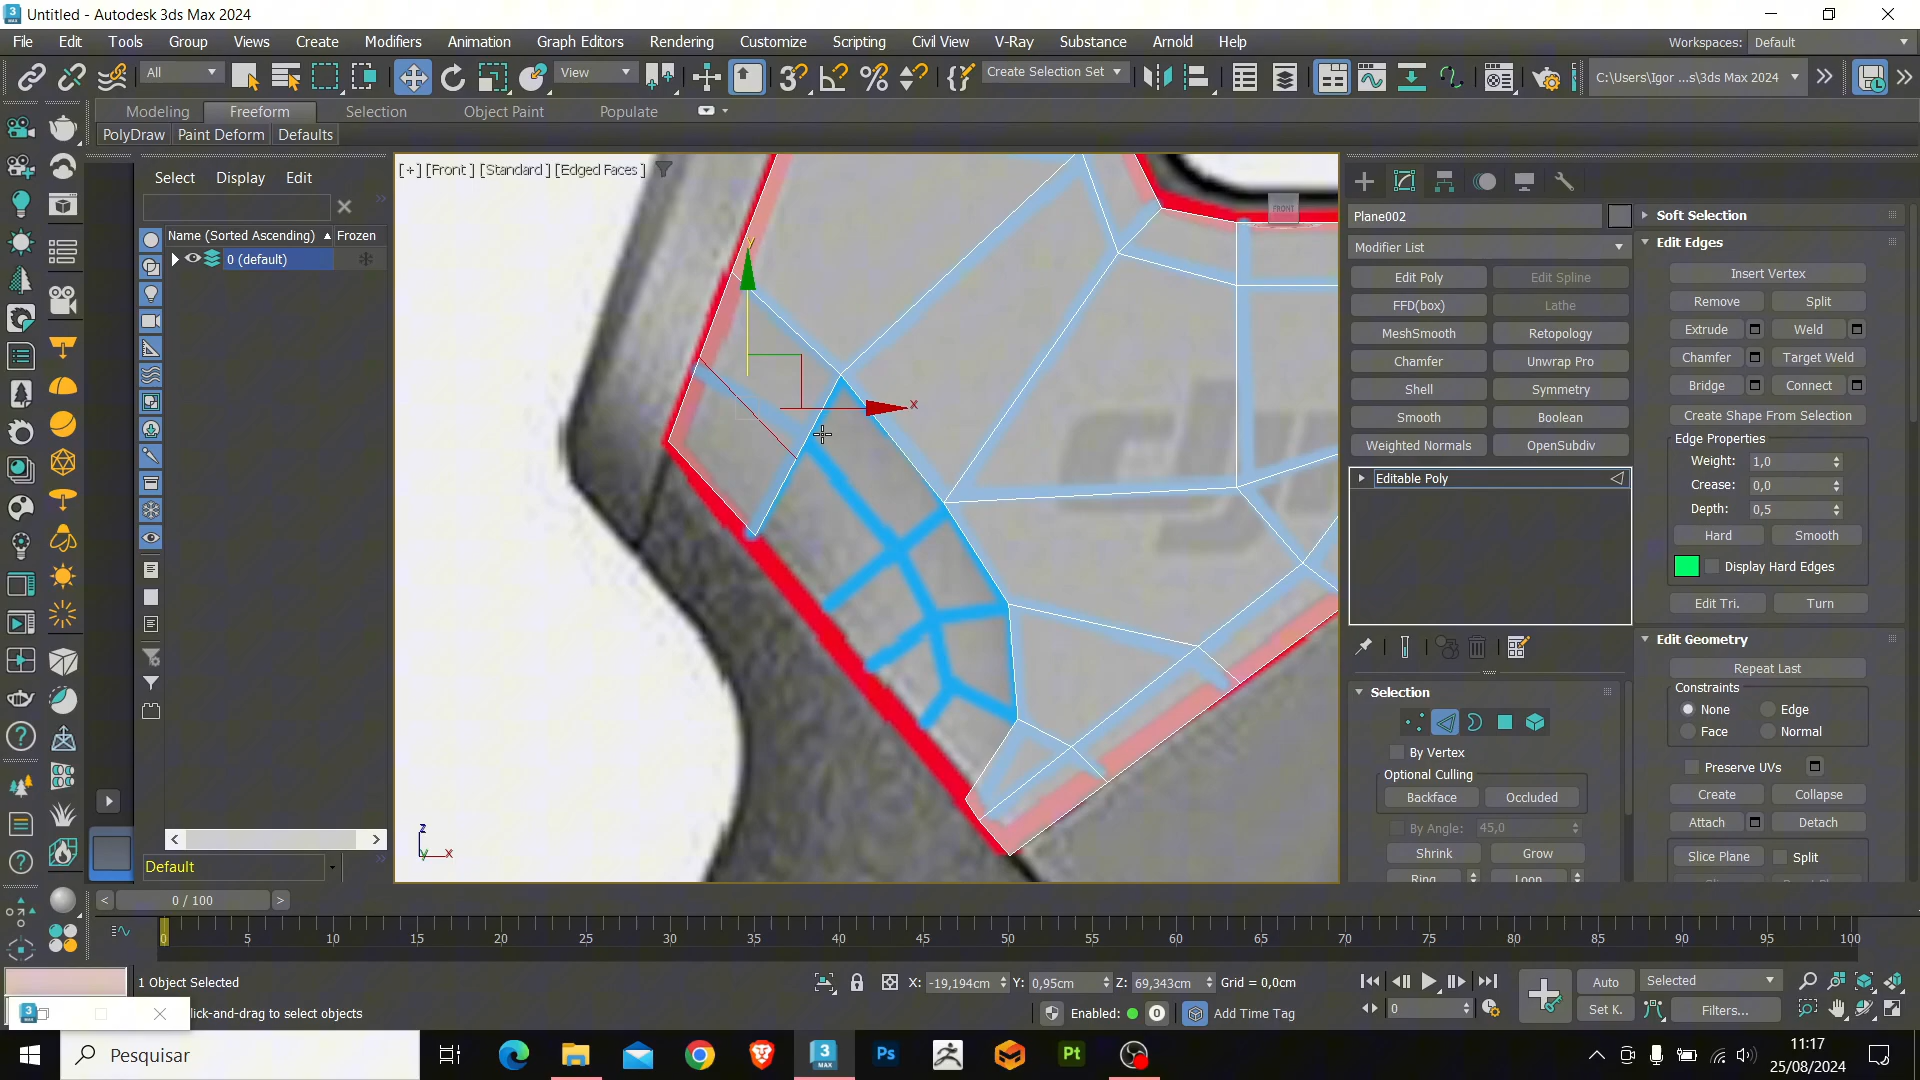 Untitled - Autodesk 3ds Max 2024
File Edit Tools Group Views Create Modifiers Animation Graph Editors Rendering Customize Scripting Civil View V-Ray Substance Arnold Help
Workspaces: Default
All View Create Selection Set C:\Users\Igor ...s\3ds Max 2024
Modeling Freeform Selection Object Paint Populate
PolyDraw Paint Deform Defaults
Select Display Edit
Name (Sorted Ascending) Frozen
0 (default)
[+] [Front ] [Standard ] [Edged Faces ]
FRONT
y
x
z
y x
Default
Plane002
Modifier List
Edit Poly Edit Spline
FFD(box) Lathe
MeshSmooth Retopology
Chamfer Unwrap Pro
Shell Symmetry
Smooth Boolean
Weighted Normals OpenSubdiv
Editable Poly
Selection
By Vertex
Optional Culling
Backface Occluded
By Angle: 45,0
Shrink Grow
Ring Loop
Soft Selection
Edit Edges
Insert Vertex
Remove Split
Extrude Weld
Chamfer Target Weld
Bridge Connect
Create Shape From Selection
Edge Properties
Weight: 1,0
Crease: 0,0
Depth: 0,5
Hard Smooth
Display Hard Edges
Edit Tri. Turn
Edit Geometry
Repeat Last
Constraints
None Edge
Face Normal
Preserve UVs
Create Collapse
Attach Detach
Slice Plane Split
< 0 / 100 >
0 5 10 15 20 25 30 35 40 45 50 55 60 65 70 75 80 85 90 95 100
1 Object Selected
X: -19,194cm Y: 0,95cm Z: 69,343cm Grid = 0,0cm
Auto Selected
lick-and-drag to select objects
Enabled: 0 Add Time Tag
0
Set K. Filters...
Pesquisar
3 MAX
Ps
Pt
11:17
25/08/2024